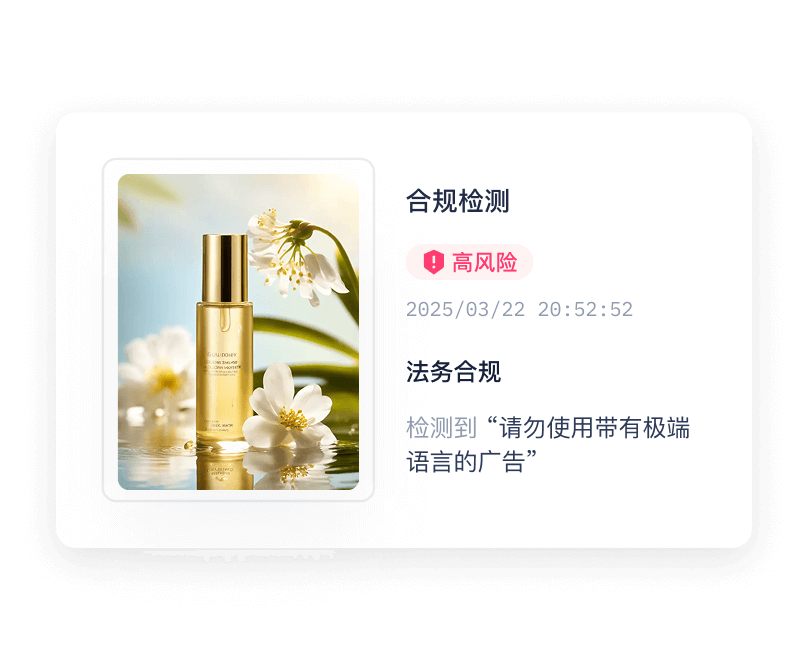 合规检测
高风险
2025/03/22 20:52:52
法务合规
检测到 “请勿使用带有极端
语言的广告”